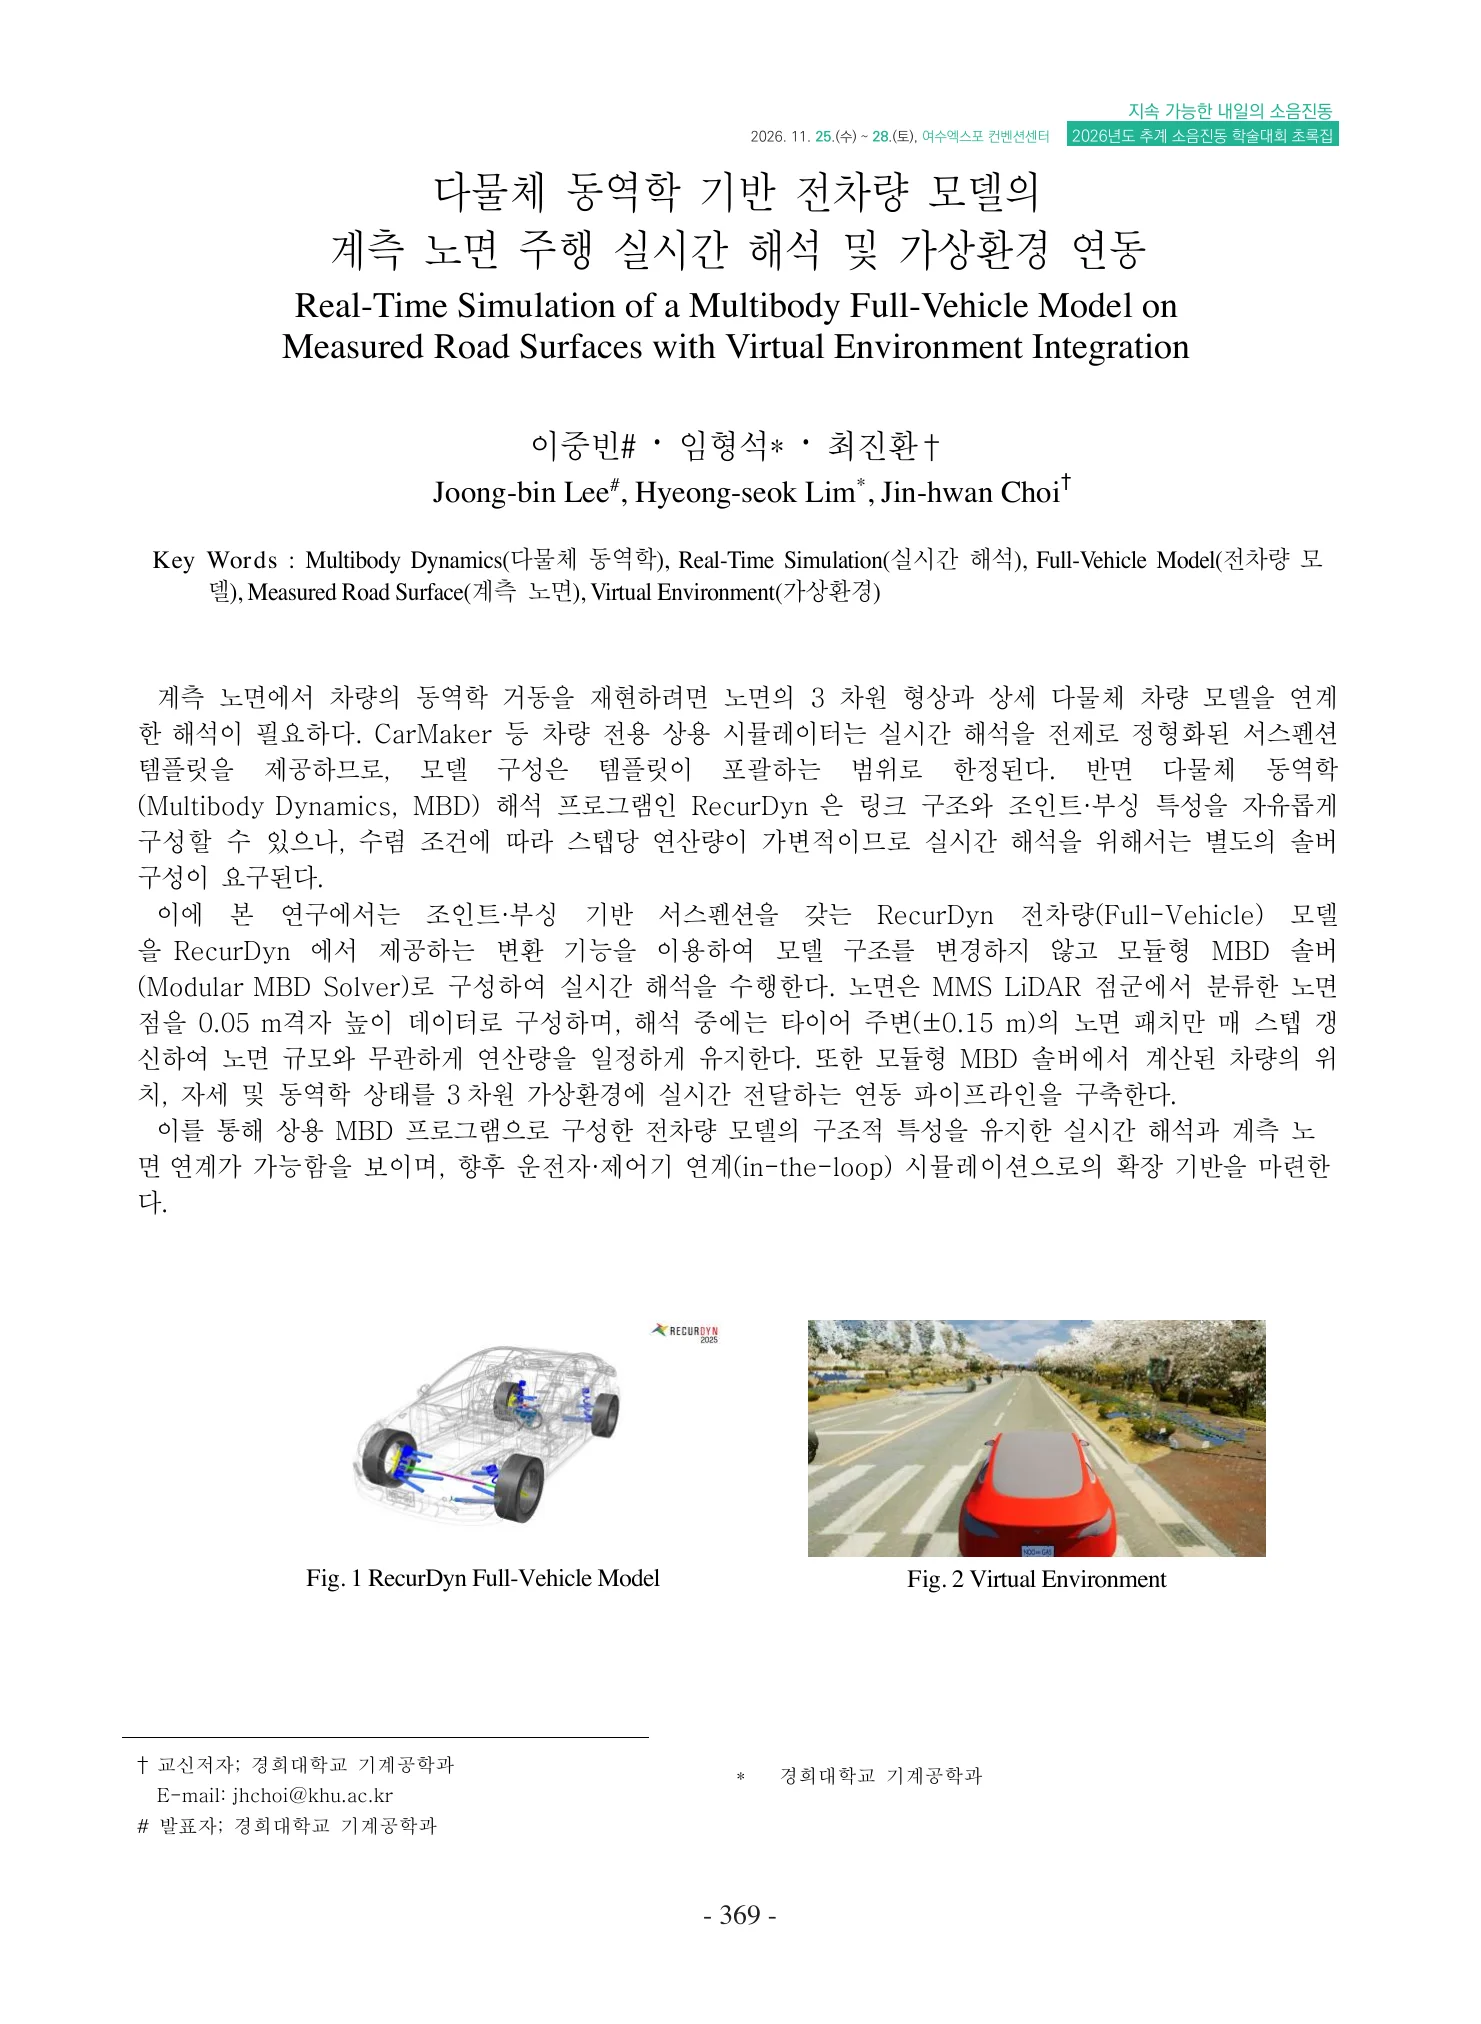 지속 가능한 내일의 소음진동
2026. 11. 25.(수) ~ 28.(토), 여수엑스포 컨벤션센터 2026년도 추계 소음진동 학술대회 초록집
다물체 동역학 기반 전차량 모델의
계측 노면 주행 실시간 해석 및 가상환경 연동
Real-Time Simulation of a Multibody Full-Vehicle Model on
Measured Road Surfaces with Virtual Environment Integration
이중빈# · 임형석* · 최진환†
Joong-bin Lee#, Hyeong-seok Lim*, Jin-hwan Choi†
Key Words : Multibody Dynamics(다물체 동역학), Real-Time Simulation(실시간 해석), Full-Vehicle Model(전차량 모
델), Measured Road Surface(계측 노면), Virtual Environment(가상환경)
계측 노면에서 차량의 동역학 거동을 재현하려면 노면의 3 차원 형상과 상세 다물체 차량 모델을 연계
한 해석이 필요하다. CarMaker 등 차량 전용 상용 시뮬레이터는 실시간 해석을 전제로 정형화된 서스펜션
템플릿을 제공하므로, 모델 구성은 템플릿이 포괄하는 범위로 한정된다. 반면 다물체 동역학
(Multibody Dynamics, MBD) 해석 프로그램인 RecurDyn 은 링크 구조와 조인트·부싱 특성을 자유롭게
구성할 수 있으나, 수렴 조건에 따라 스텝당 연산량이 가변적이므로 실시간 해석을 위해서는 별도의 솔버
구성이 요구된다.
이에 본 연구에서는 조인트·부싱 기반 서스펜션을 갖는 RecurDyn 전차량(Full-Vehicle) 모델
을 RecurDyn 에서 제공하는 변환 기능을 이용하여 모델 구조를 변경하지 않고 모듈형 MBD 솔버
(Modular MBD Solver)로 구성하여 실시간 해석을 수행한다. 노면은 MMS LiDAR 점군에서 분류한 노면
점을 0.05 m격자 높이 데이터로 구성하며, 해석 중에는 타이어 주변(±0.15 m)의 노면 패치만 매 스텝 갱
신하여 노면 규모와 무관하게 연산량을 일정하게 유지한다. 또한 모듈형 MBD 솔버에서 계산된 차량의 위
치, 자세 및 동역학 상태를 3 차원 가상환경에 실시간 전달하는 연동 파이프라인을 구축한다.
이를 통해 상용 MBD 프로그램으로 구성한 전차량 모델의 구조적 특성을 유지한 실시간 해석과 계측 노
면 연계가 가능함을 보이며, 향후 운전자·제어기 연계(in-the-loop) 시뮬레이션으로의 확장 기반을 마련한
다.
RECURDYN
2025
Fig. 1 RecurDyn Full-Vehicle Model
Fig. 2 Virtual Environment
† 교신저자; 경희대학교 기계공학과
E-mail: jhchoi@khu.ac.kr
# 발표자; 경희대학교 기계공학과
* 경희대학교 기계공학과
- 369 -